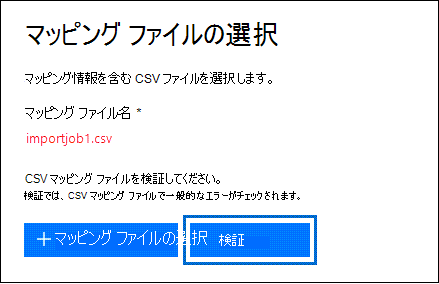 マッピング ファイルの選択
マッピング情報を含む CSV ファイルを選択します。
マッピング ファイル名 *
importjob1.csv
CSV マッピング ファイルを検証してください。
検証では、CSV マッピング ファイルで一般的なエラーがチェックされます。
＋マッピング ファイルの選択 検証